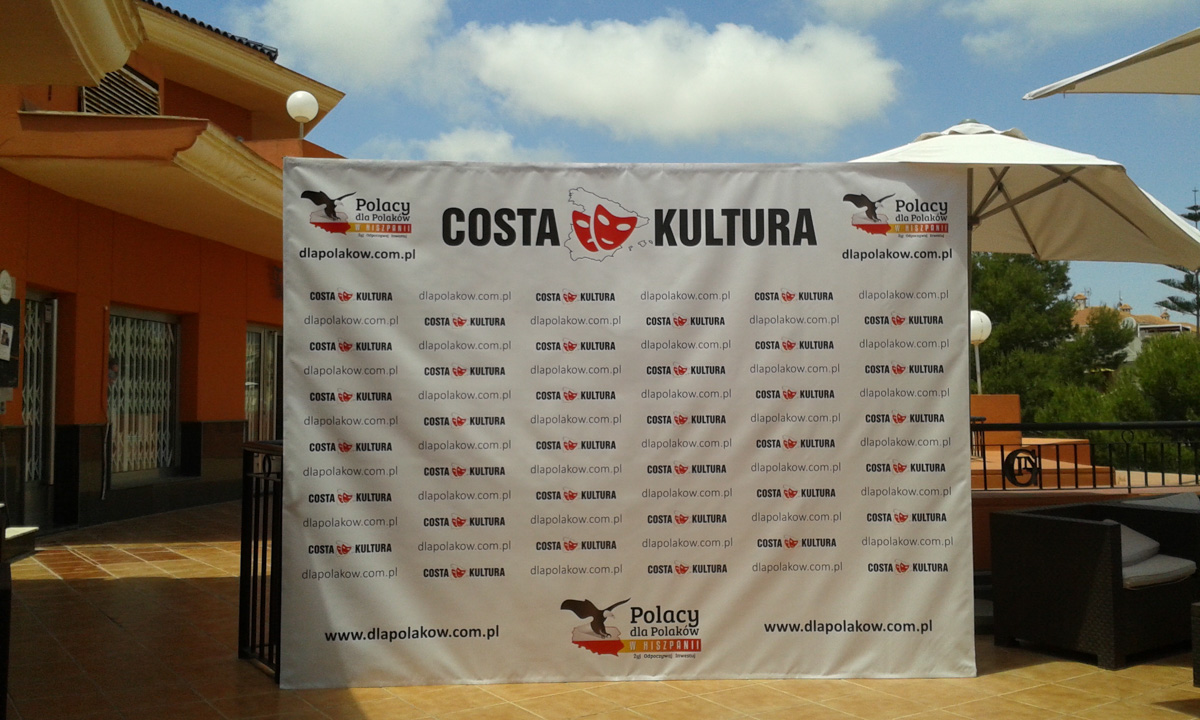 Polacy
dla Polaków
W HISZPANII
Żyj Odpoczywaj Inwestuj
dlapolakow.com.pl
COSTA KULTURA
Polacy
dla Polaków
W HISZPANII
Żyj Odpoczywaj Inwestuj
dlapolakow.com.pl
COSTA KULTURA dlapolakow.com.pl COSTA KULTURA dlapolakow.com.pl COSTA KULTURA dlapolakow.com.pl
dlapolakow.com.pl COSTA KULTURA dlapolakow.com.pl COSTA KULTURA dlapolakow.com.pl COSTA KULTURA
COSTA KULTURA dlapolakow.com.pl COSTA KULTURA dlapolakow.com.pl COSTA KULTURA dlapolakow.com.pl
dlapolakow.com.pl COSTA KULTURA dlapolakow.com.pl COSTA KULTURA dlapolakow.com.pl COSTA KULTURA
COSTA KULTURA dlapolakow.com.pl COSTA KULTURA dlapolakow.com.pl COSTA KULTURA dlapolakow.com.pl
dlapolakow.com.pl COSTA KULTURA dlapolakow.com.pl COSTA KULTURA dlapolakow.com.pl COSTA KULTURA
COSTA KULTURA dlapolakow.com.pl COSTA KULTURA dlapolakow.com.pl COSTA KULTURA dlapolakow.com.pl
dlapolakow.com.pl COSTA KULTURA dlapolakow.com.pl COSTA KULTURA dlapolakow.com.pl COSTA KULTURA
COSTA KULTURA dlapolakow.com.pl COSTA KULTURA dlapolakow.com.pl COSTA KULTURA dlapolakow.com.pl
dlapolakow.com.pl COSTA KULTURA dlapolakow.com.pl COSTA KULTURA dlapolakow.com.pl COSTA KULTURA
COSTA KULTURA dlapolakow.com.pl COSTA KULTURA dlapolakow.com.pl COSTA KULTURA dlapolakow.com.pl
dlapolakow.com.pl COSTA KULTURA dlapolakow.com.pl COSTA KULTURA dlapolakow.com.pl COSTA KULTURA
www.dlapolakow.com.pl
Polacy
dla Polaków
W HISZPANII
Żyj Odpoczywaj Inwestuj
www.dlapolakow.com.pl